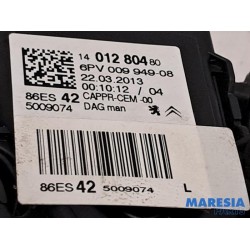 14 012 804 80
6PV 009 949-08
22.03.2013
00:10:12 / 04
86ES 42 CAPPR-CEM -00
5009074 DAG man
86ES 42 5009074 L
MARESIA